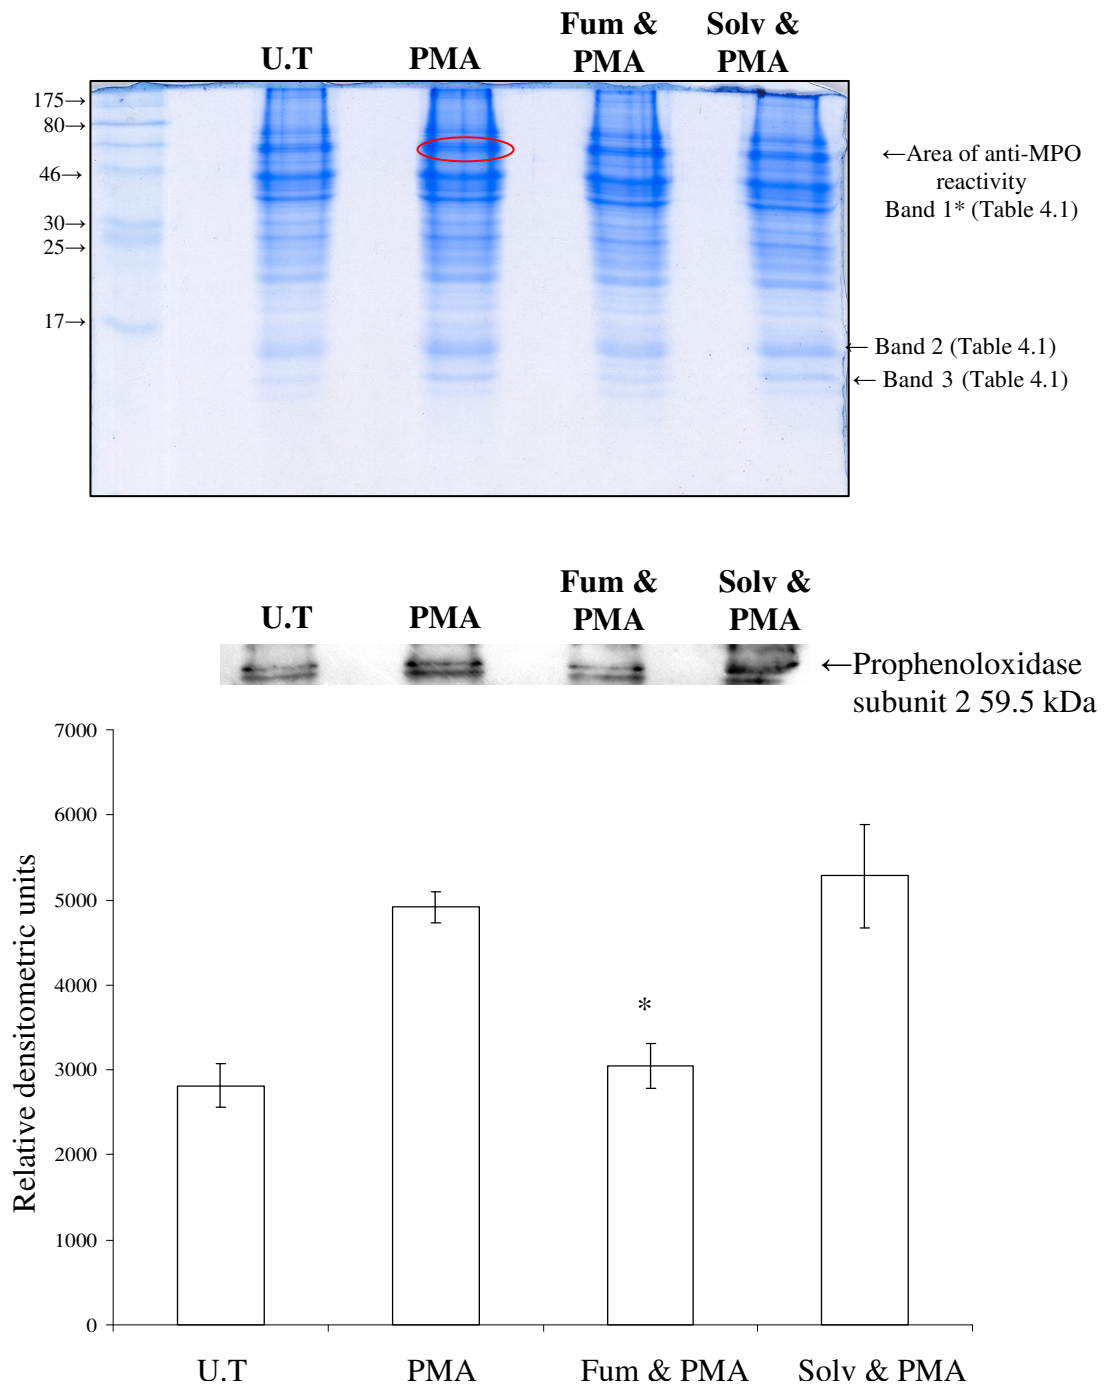 U.T
PMA
Fum &
PMA
Solv &
PMA
175→
80→
46→
30→
25→
17→
←Area of anti-MPO
reactivity
Band 1* (Table 4.1)
← Band 2 (Table 4.1)
← Band 3 (Table 4.1)
U.T
PMA
Fum &
PMA
Solv &
PMA
←Prophenoloxidase
subunit 2 59.5 kDa
Relative densitometric units
7000
6000
5000
4000
3000
2000
1000
0
*
U.T
PMA
Fum & PMA
Solv & PMA